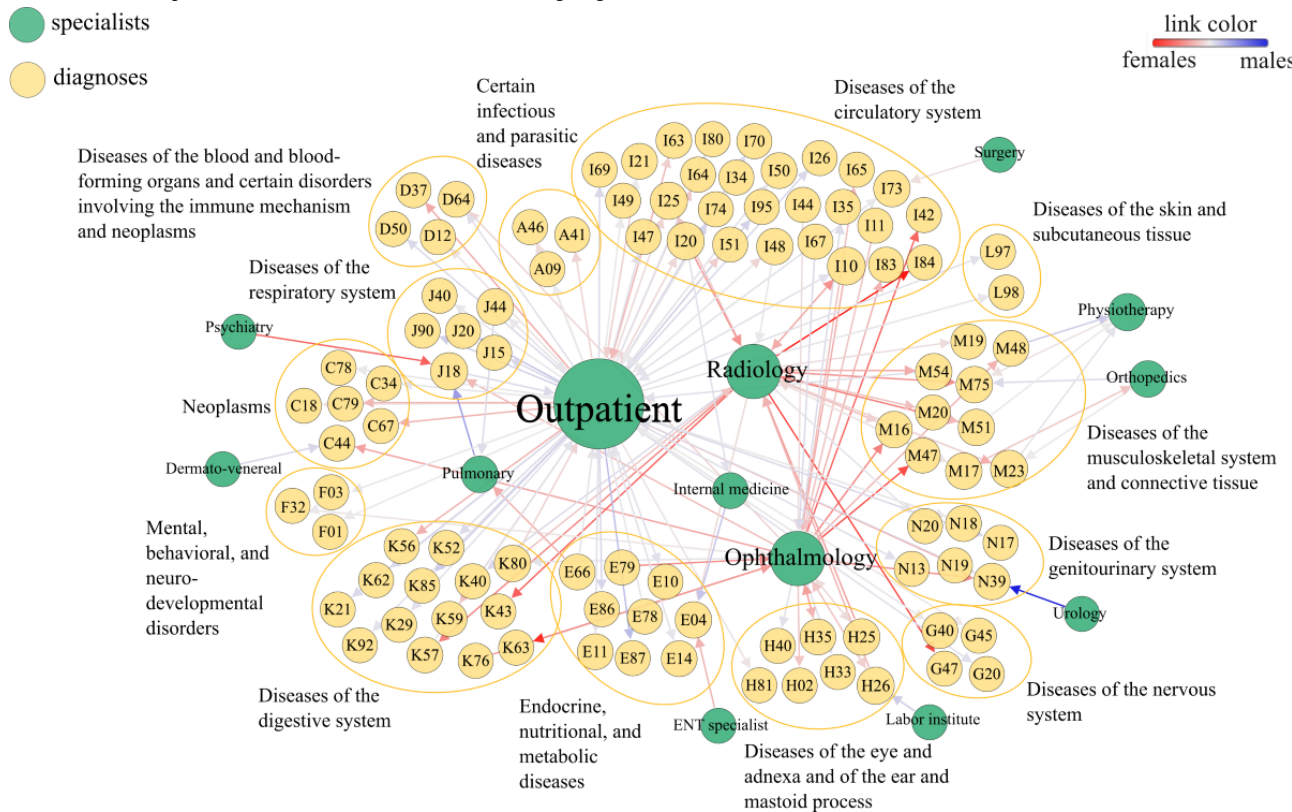 specialists
diagnoses
link color
females
males
Certain
infectious
and parasitic
diseases
Diseases of the
circulatory system
Diseases of the blood and blood-
forming organs and certain disorders
involving the immune mechanism
and neoplasms
Diseases of the
respiratory system
Surgery
Diseases of the skin and
subcutaneous tissue
I63
I80
I70
I69
I21
I64
I34
I50
I26
I65
I73
I49
I25
I74
I95
I44
I35
I11
I42
I47
I20
I51
I48
I67
I10
I83
I84
D37
D64
D50
D12
A46
A41
A09
L97
L98
J40
J44
J90
J20
J15
J18
Psychiatry
Physiotherapy
Radiology
Outpatient
M19
M48
M54
M75
M20
M51
M16
M47
M17
M23
Orthopedics
Neoplasms
C78
C34
C18
C79
C67
C44
Dermato-venereal
Pulmonary
Internal medicine
Diseases of the
musculoskeletal system
and connective tissue
F03
F32
F01
Mental,
behavioral, and
neuro-
developmental
disorders
Ophthalmology
N20
N18
N17
N13
N19
N39
Diseases of the
genitourinary system
Urology
K56
K52
K80
K62
K85
K40
K21
K29
K59
K43
K92
K57
K76
K63
E66
E79
E10
E86
E78
E04
E11
E87
E14
H40
H35
H25
H81
H02
H33
H26
G40
G45
G47
G20
Diseases of the
digestive system
Endocrine,
nutritional, and
metabolic
diseases
ENT specialist
Labor institute
Diseases of the nervous
system
Diseases of the eye and
adnexa and of the ear and
mastoid process